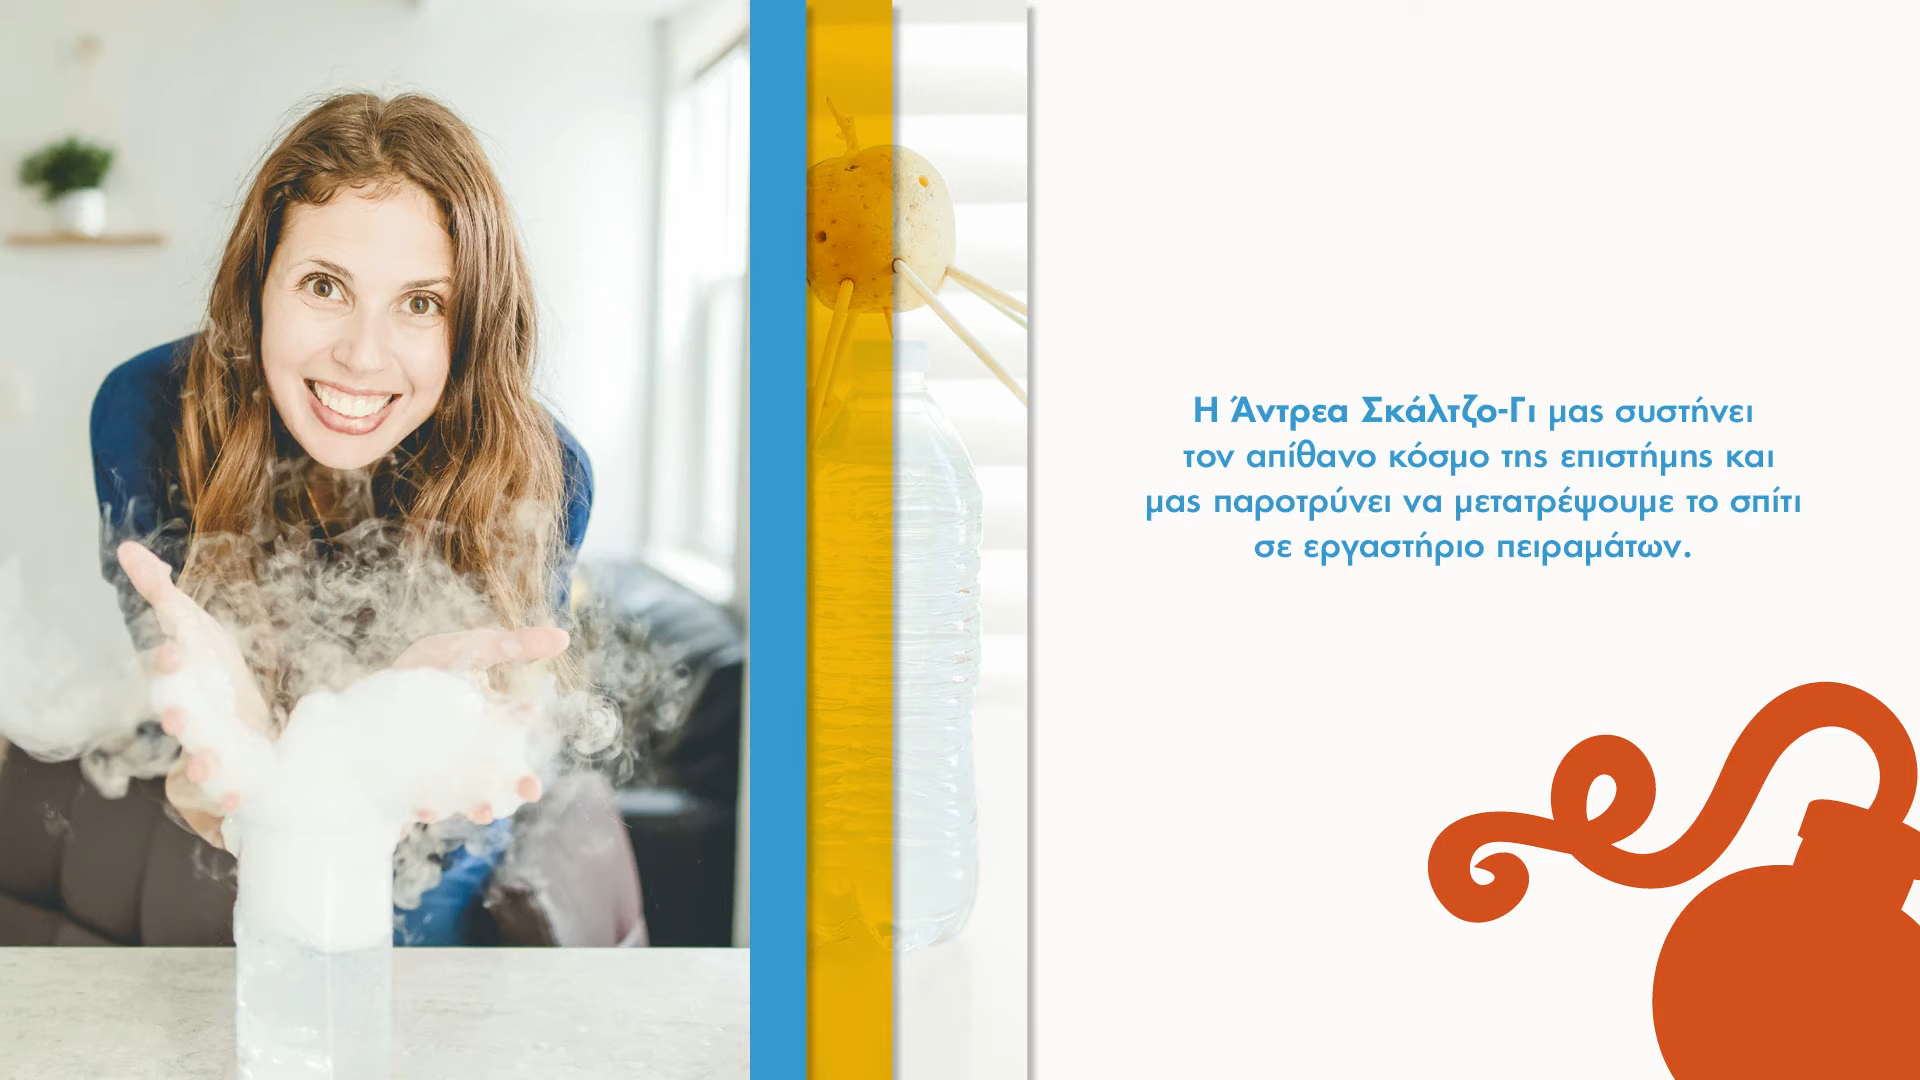 Η Άντρεα Σκάλτζο-Γι μας συστήνει
τον απίθανο κόσμο της επιστήμης και
μας παροτρύνει να μετατρέψουμε το σπίτι
σε εργαστήριο πειραμάτων.